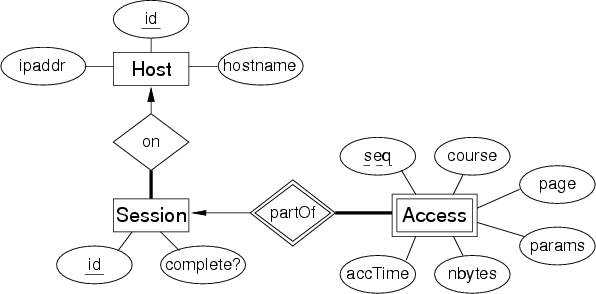 id
ipaddr
Host
hostname
on
seq
course
page
Session
partOf
Access
params
id
complete?
accTime
nbytes